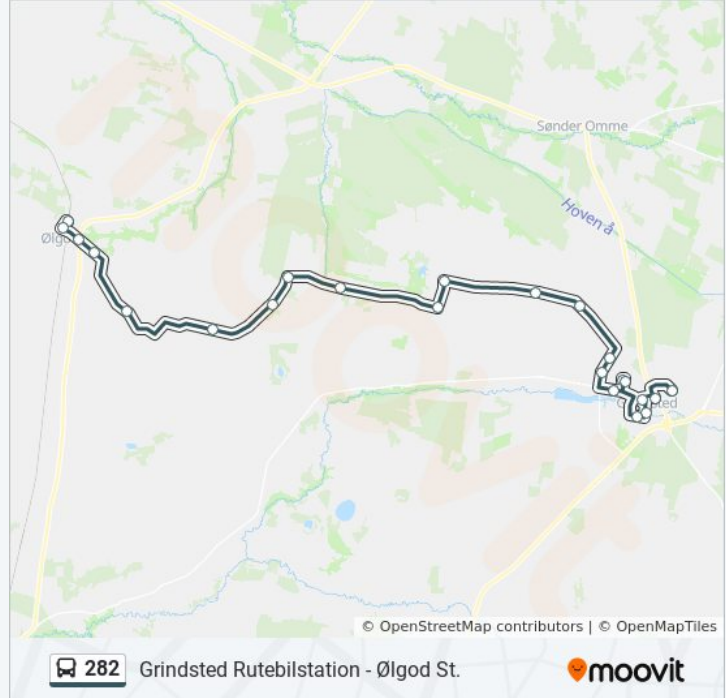 Sønder Omme
Hoven å
© OpenStreetMap contributors | © OpenMapTiles
282 Grindsted Rutebilstation - Ølgod St.
moovit